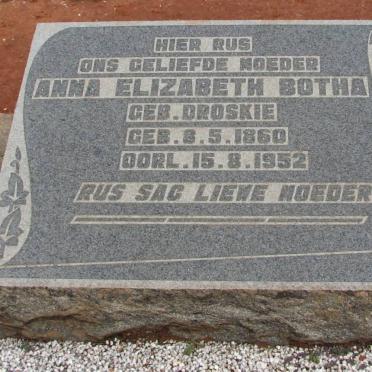 HIER RUS
ONS GELIEFDE MOEDER
ANNA ELIZABETH BOTHA
GEB. DROSKIE
GEB. 8.5.1860
OORL. 15.8.1952
RUS SAG LIEWE MOEDER